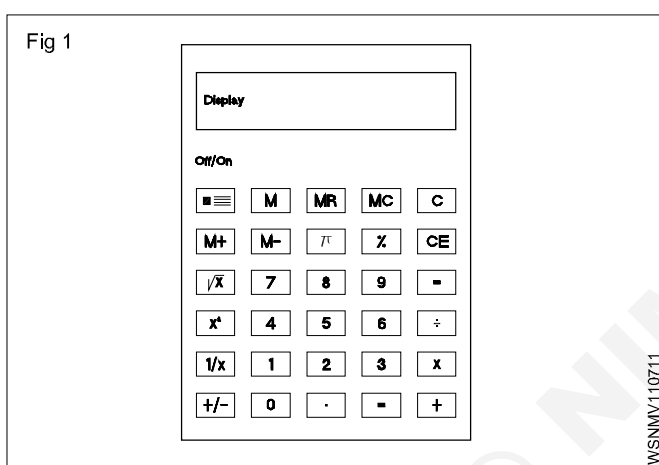 Fig 1
Display
Off/On
M MR MC C
M+ M- π % CE
√x 7 8 9 -
4 5 6 ÷
1/x 1 2 3 x
+/- 0 . = +
WSNMV110711
© NIM